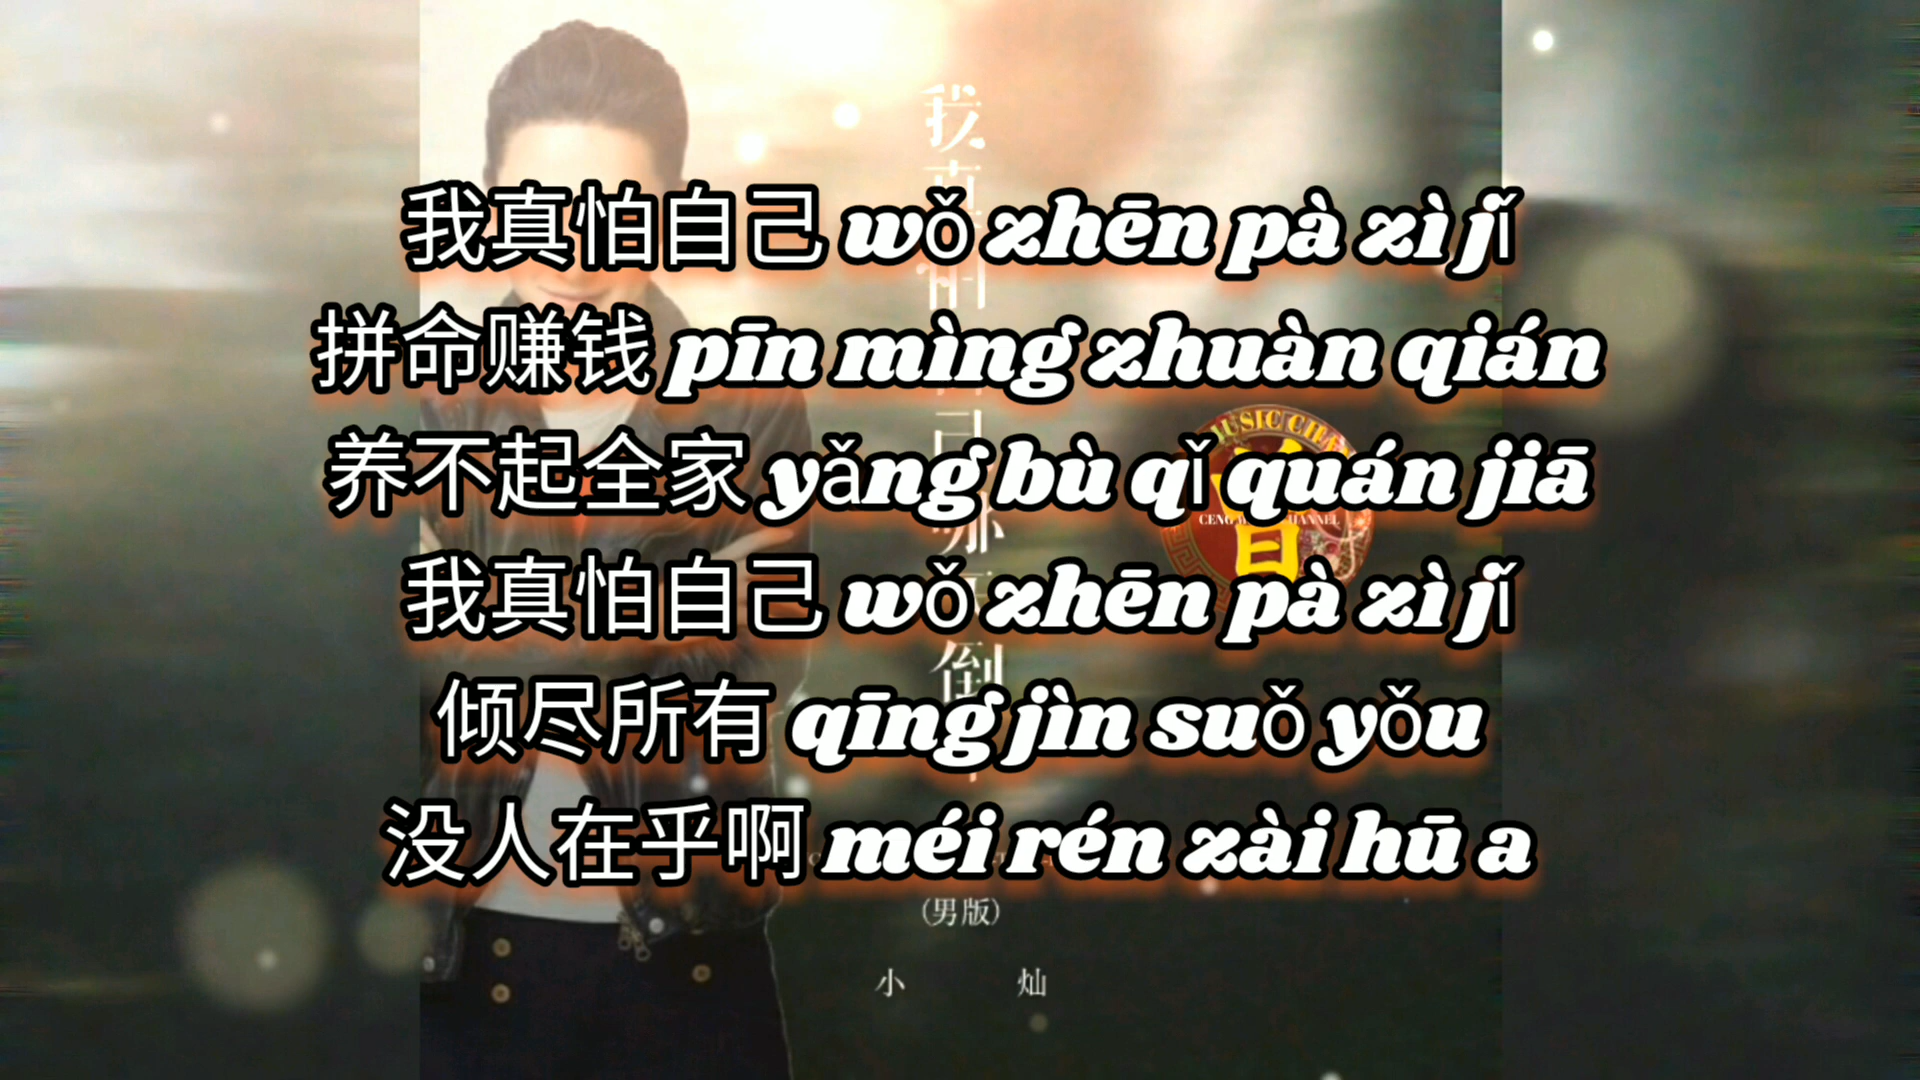 我真怕自己 wǒ zhēn pà zì jǐ
拼命赚钱 pīn mìng zhuàn qián
养不起全家 yǎng bù qǐ quán jiā
我真怕自己 wǒ zhēn pà zì jǐ
倾尽所有 qīng jìn suǒ yǒu
没人在乎啊 méi rén zài hū a
(男版)
小 灿